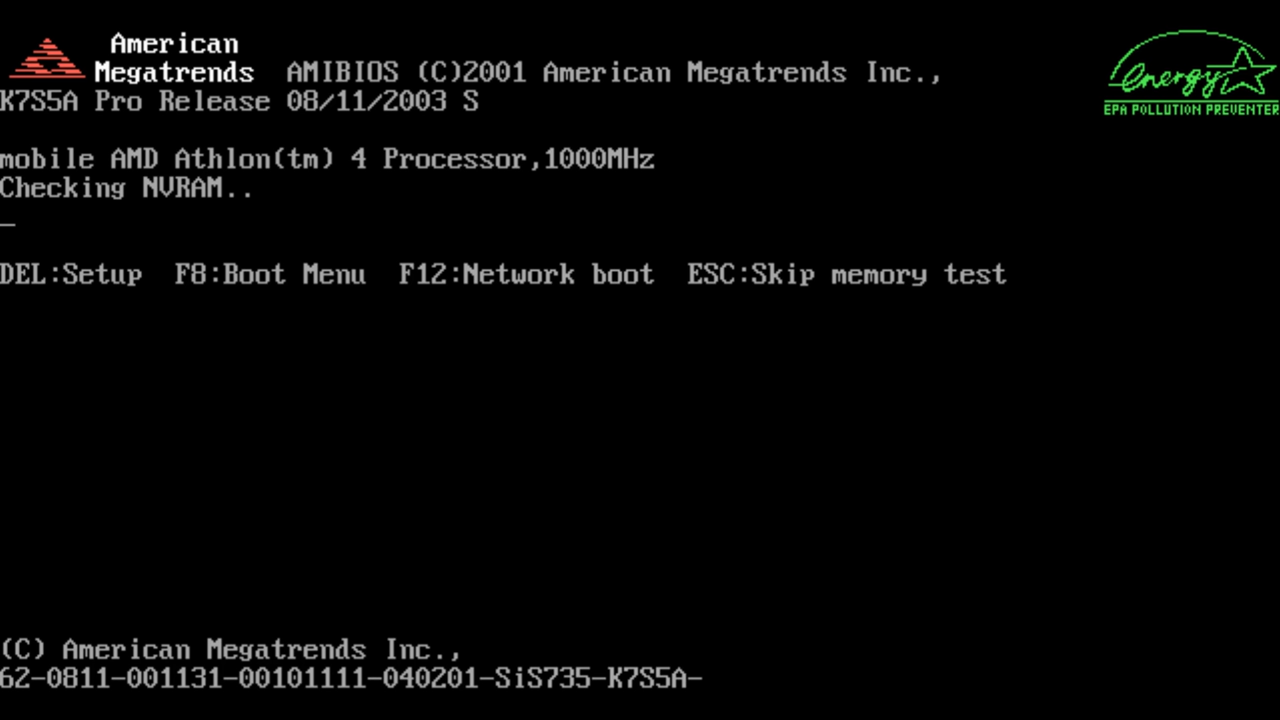 American
Megatrends AMIBIOS (C)2001 American Megatrends Inc.,
K7S5A Pro Release 08/11/2003 S
energy
EPA POLLUTION PREVENTER
mobile AMD Athlon(tm) 4 Processor,1000MHz
Checking NVRAM..
_
DEL:Setup F8:Boot Menu F12:Network boot ESC:Skip memory test
(C) American Megatrends Inc.,
62-0811-001131-00101111-040201-SiS735-K7S5A-